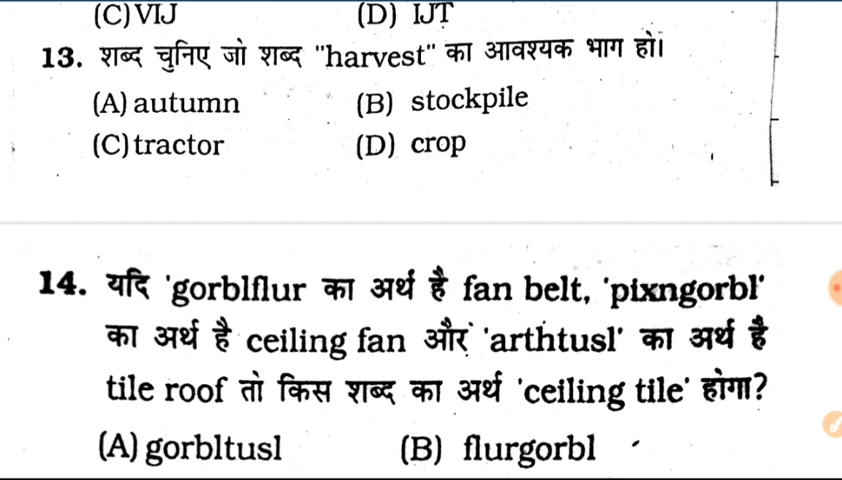 (C) VIJ (D) IJT
13. शब्द चुनिए जो शब्द "harvest" का आवश्यक भाग हो।
(A) autumn (B) stockpile
(C) tractor (D) crop
14. यदि 'gorblflur का अर्थ है fan belt, 'pixngorbl'
का अर्थ है ceiling fan और 'arthtusl' का अर्थ है
tile roof तो किस शब्द का अर्थ 'ceiling tile' होगा?
(A) gorbltusl (B) flurgorbl